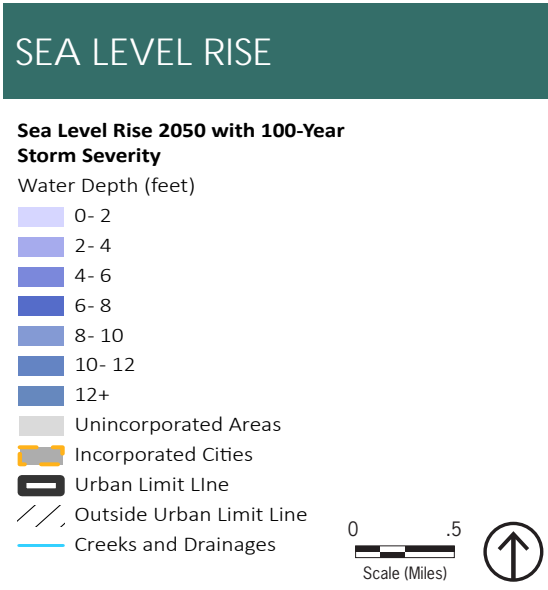 SEA LEVEL RISE
Sea Level Rise 2050 with 100-Year
Storm Severity
Water Depth (feet)
0- 2
2- 4
4- 6
6- 8
8- 10
10- 12
12+
Unincorporated Areas
Incorporated Cities
Urban Limit LIne
Outside Urban Limit Line
Creeks and Drainages
0 .5
Scale (Miles)